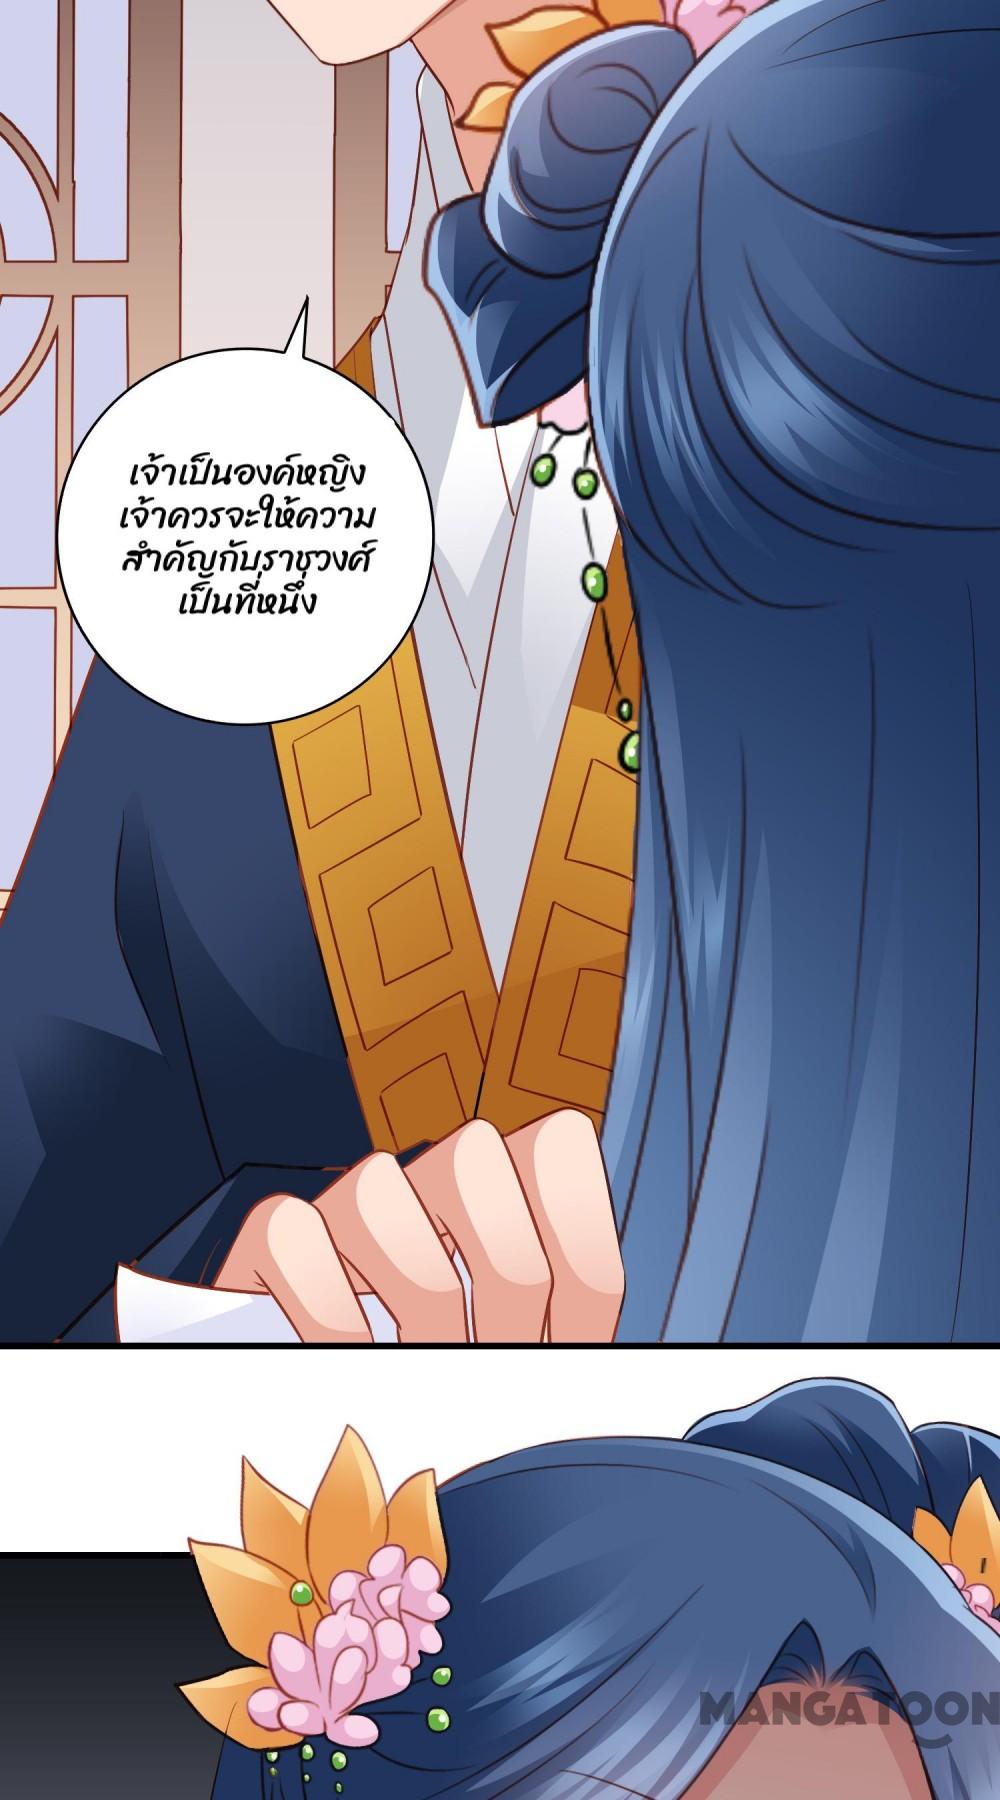 เจ้าเป็นองค์หญิง
เจ้าควรจะให้ความ
สำคัญกับราชวงศ์
เป็นที่หนึ่ง
MANGATOON